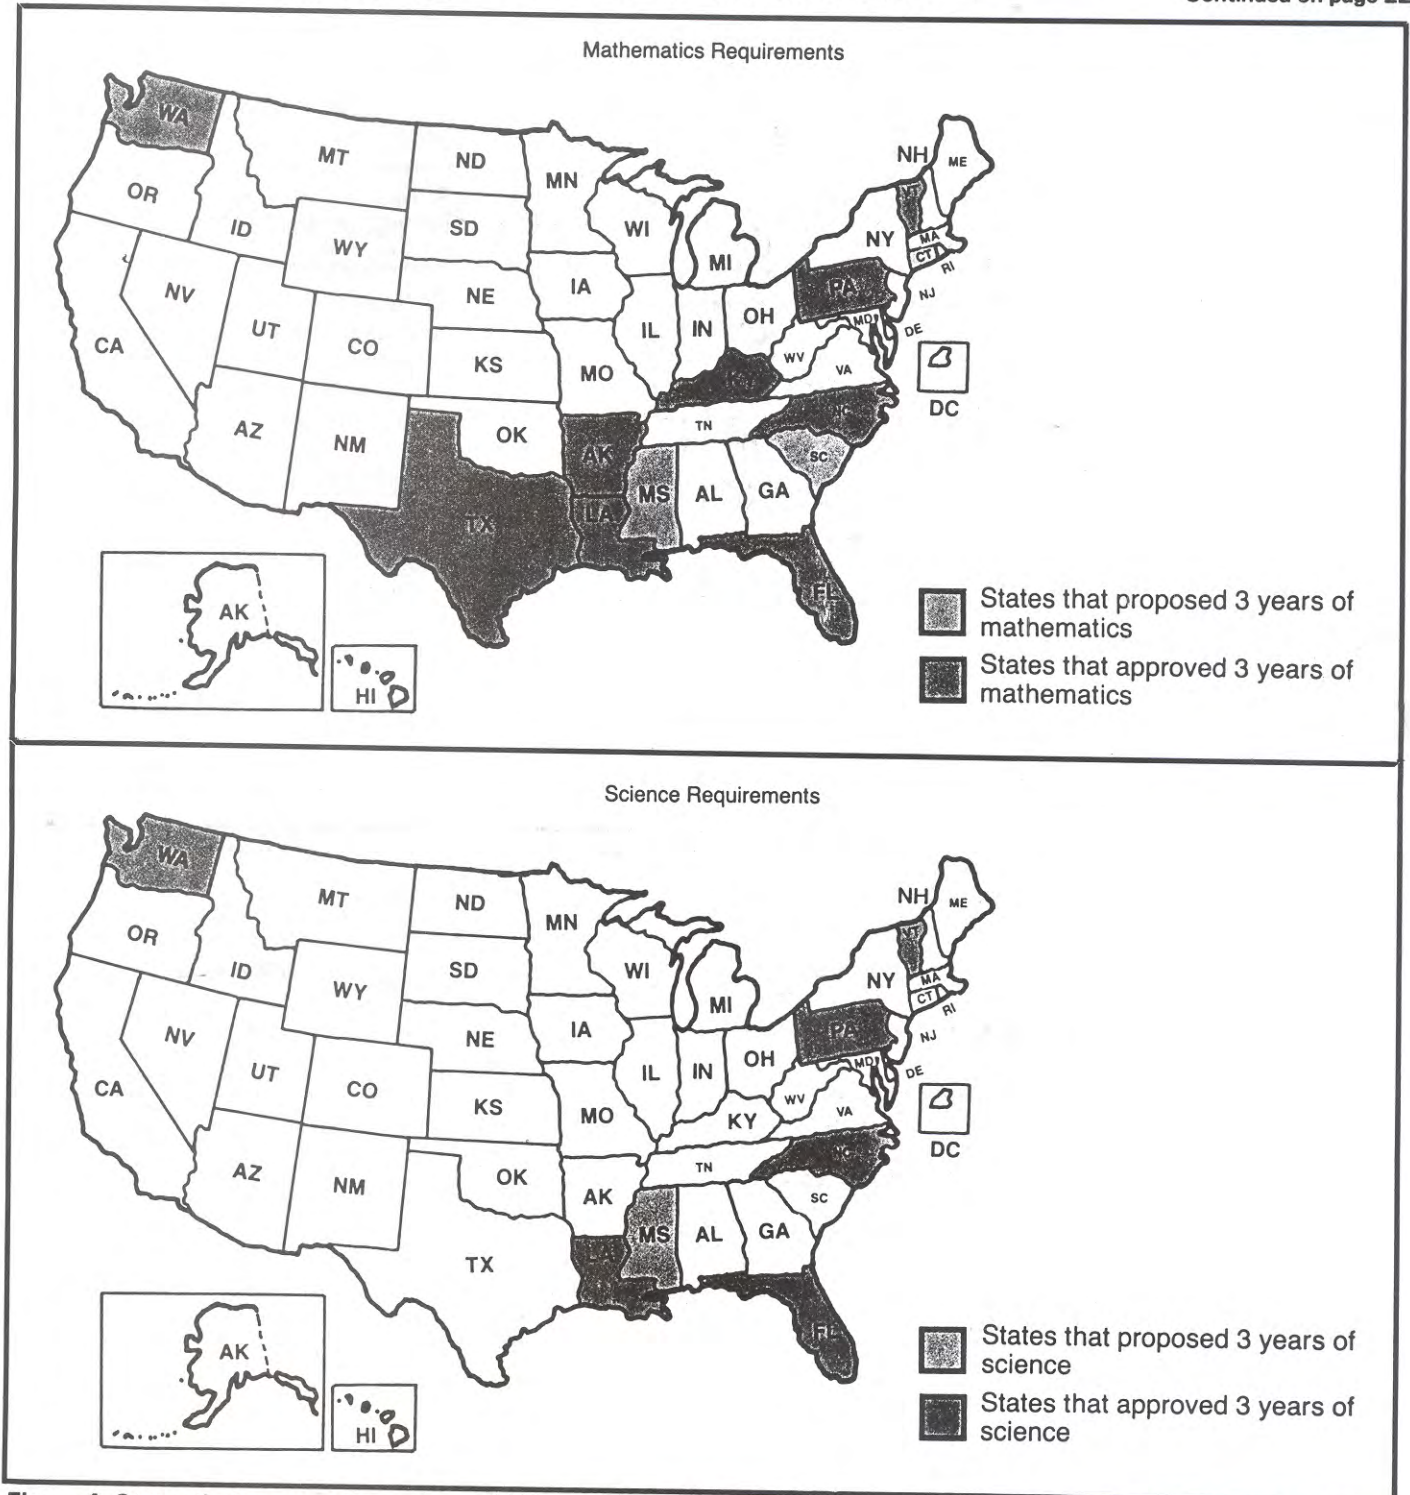 Continued on page 22
Mathematics Requirements
WA
MT
ND
MN
NH
ME
VT
OR
ID
SD
WI
NY
MA
WY
MI
CT
RI
NV
NE
IA
PA
NJ
UT
IL
IN
OH
MD
DE
CA
CO
KS
MO
WV
VA
KY
DC
AZ
NM
OK
TN
NC
AK
SC
MS
AL
GA
TX
LA
FL
AK
HI
States that proposed 3 years of
mathematics
States that approved 3 years of
mathematics
Science Requirements
WA
MT
ND
MN
NH
ME
VT
OR
ID
SD
WI
NY
MA
WY
MI
CT
RI
NV
NE
IA
PA
NJ
UT
IL
IN
OH
MD
DE
CA
CO
KS
MO
WV
VA
KY
DC
AZ
NM
OK
TN
NC
AK
SC
MS
AL
GA
TX
LA
FL
AK
HI
States that proposed 3 years of
science
States that approved 3 years of
science